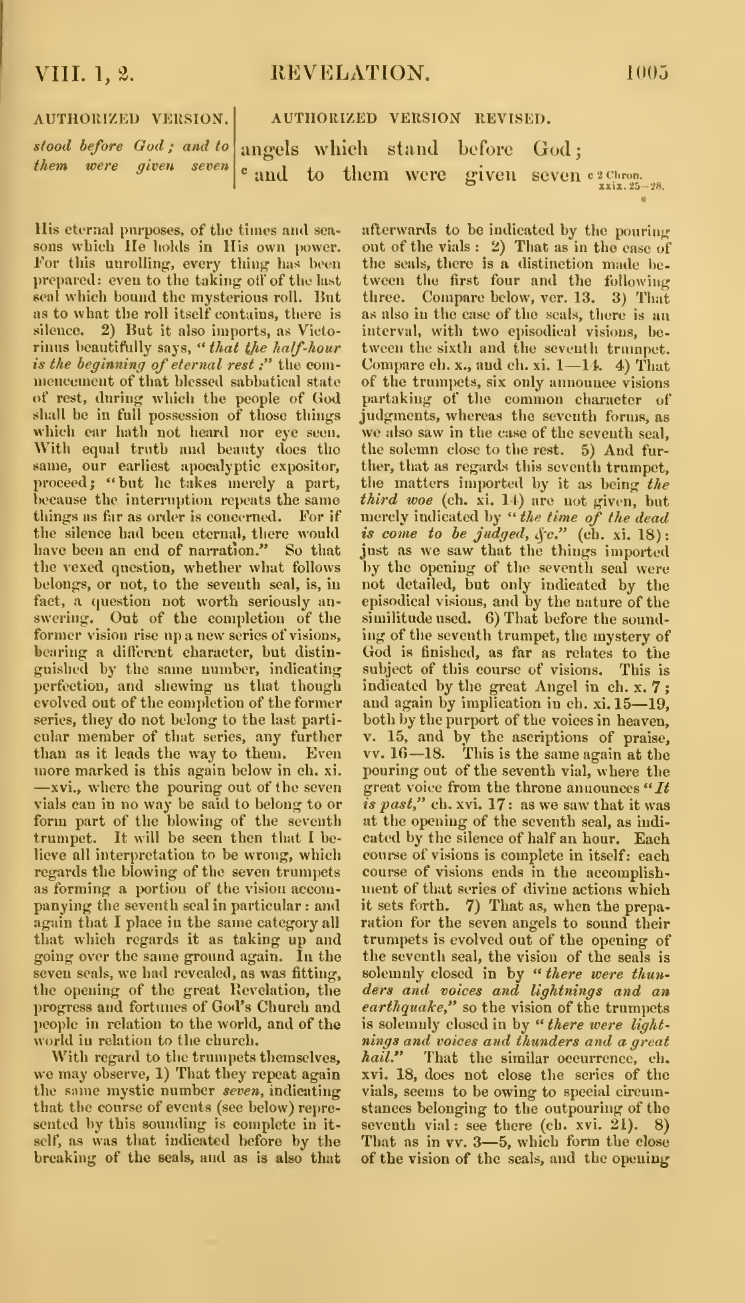 VIII. 1, 2.
REVELATION.
1005
AUTHORIZED VERSION.
stood before God; and to
them were given seven
AUTHORIZED VERSION REVISED.
angels which stand before God;
c and to them were given seven
c 2 Chron.
xxix. 25—28.
His eternal purposes, of the times and sea-
sons which He holds in His own power.
For this unrolling, every thing has been
prepared: even to the taking off of the last
seal which bound the mysterious roll. But
as to what the roll itself contains, there is
silence. 2) But it also imports, as Victo-
rinus beautifully says, “that the half-hour
is the beginning of eternal rest;” the com-
mencement of that blessed sabbatical state
of rest, during which the people of God
shall be in full possession of those things
which ear hath not heard nor eye seen.
With equal truth and beauty does the
same, our earliest apocalyptic expositor,
proceed; “but he takes merely a part,
because the interruption repeats the same
things as far as order is concerned. For if
the silence had been eternal, there would
have been an end of narration.” So that
the vexed question, whether what follows
belongs, or not, to the seventh seal, is, in
fact, a question not worth seriously an-
swering. Out of the completion of the
former vision rise up a new series of visions,
bearing a different character, but distin-
guished by the same number, indicating
perfection, and shewing us that though
evolved out of the completion of the former
series, they do not belong to the last parti-
cular member of that series, any further
than as it leads the way to them. Even
more marked is this again below in ch. xi.
—xvi., where the pouring out of the seven
vials can in no way be said to belong to or
form part of the blowing of the seventh
trumpet. It will be seen then that I be-
lieve all interpretation to be wrong, which
regards the blowing of the seven trumpets
as forming a portion of the vision accom-
panying the seventh seal in particular: and
again that I place in the same category all
that which regards it as taking up and
going over the same ground again. In the
seven seals, we had revealed, as was fitting,
the opening of the great Revelation, the
progress and fortunes of God's Church and
people in relation to the world, and of the
world in relation to the church.
With regard to the trumpets themselves,
we may observe, 1) That they repeat again
the same mystic number seven, indicating
that the course of events (see below) repre-
sented by this sounding is complete in it-
self, as was that indicated before by the
breaking of the seals, and as is also that
afterwards to be indicated by the pouring
out of the vials: 2) That as in the case of
the seals, there is a distinction made be-
tween the first four and the following
three. Compare below, ver. 13. 3) That
as also in the case of the seals, there is an
interval, with two episodical visions, be-
tween the sixth and the seventh trumpet.
Compare ch. x., and ch. xi. 1—14. 4) That
of the trumpets, six only announce visions
partaking of the common character of
judgments, whereas the seventh forms, as
we also saw in the case of the seventh seal,
the solemn close to the rest. 5) And fur-
ther, that as regards this seventh trumpet,
the matters imported by it as being the
third woe (ch. xi. 14) are not given, but
merely indicated by “the time of the dead
is come to be judged, &c.” (ch. xi. 18):
just as we saw that the things imported
by the opening of the seventh seal were
not detailed, but only indicated by the
episodical visions, and by the nature of the
similitude used. 6) That before the sound-
ing of the seventh trumpet, the mystery of
God is finished, as far as relates to the
subject of this course of visions. This is
indicated by the great Angel in ch. x. 7;
and again by implication in ch. xi. 15—19,
both by the purport of the voices in heaven,
v. 15, and by the ascriptions of praise,
vv. 16—18. This is the same again at the
pouring out of the seventh vial, where the
great voice from the throne announces “It
is past,” ch. xvi. 17: as we saw that it was
at the opening of the seventh seal, as indi-
cated by the silence of half an hour. Each
course of visions is complete in itself: each
course of visions ends in the accomplish-
ment of that series of divine actions which
it sets forth. 7) That as, when the prepa-
ration for the seven angels to sound their
trumpets is evolved out of the opening of
the seventh seal, the vision of the seals is
solemnly closed in by “there were thun-
ders and voices and lightnings and an
earthquake,” so the vision of the trumpets
is solemnly closed in by “there were light-
nings and voices and thunders and a great
hail.” That the similar occurrence, ch.
xvi. 18, does not close the series of the
vials, seems to be owing to special circum-
stances belonging to the outpouring of the
seventh vial: see there (ch. xvi. 21). 8)
That as in vv. 3—5, which form the close
of the vision of the seals, and the opening